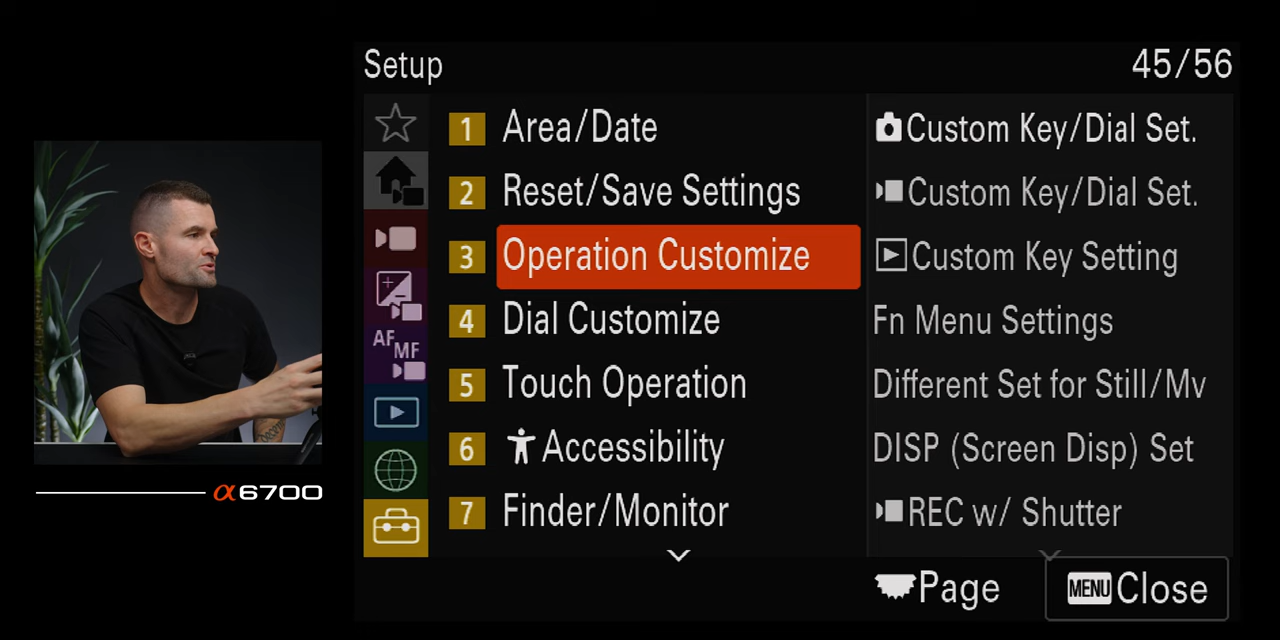 Setup
45/56
1 Area/Date
2 Reset/Save Settings
3 Operation Customize
4 Dial Customize
5 Touch Operation
6 Accessibility
7 Finder/Monitor
AF MF
Custom Key/Dial Set.
Custom Key/Dial Set.
Custom Key Setting
Fn Menu Settings
Different Set for Still/Mv
DISP (Screen Disp) Set
REC w/ Shutter
Page
MENU Close
α6700